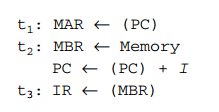 t₁: MAR ← (PC)
t₂: MBR ← Memory
PC ← (PC) + I
t₃: IR ← (MBR)